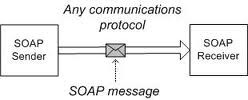 Any communications
protocol
SOAP
Sender
SOAP
Receiver
SOAP message